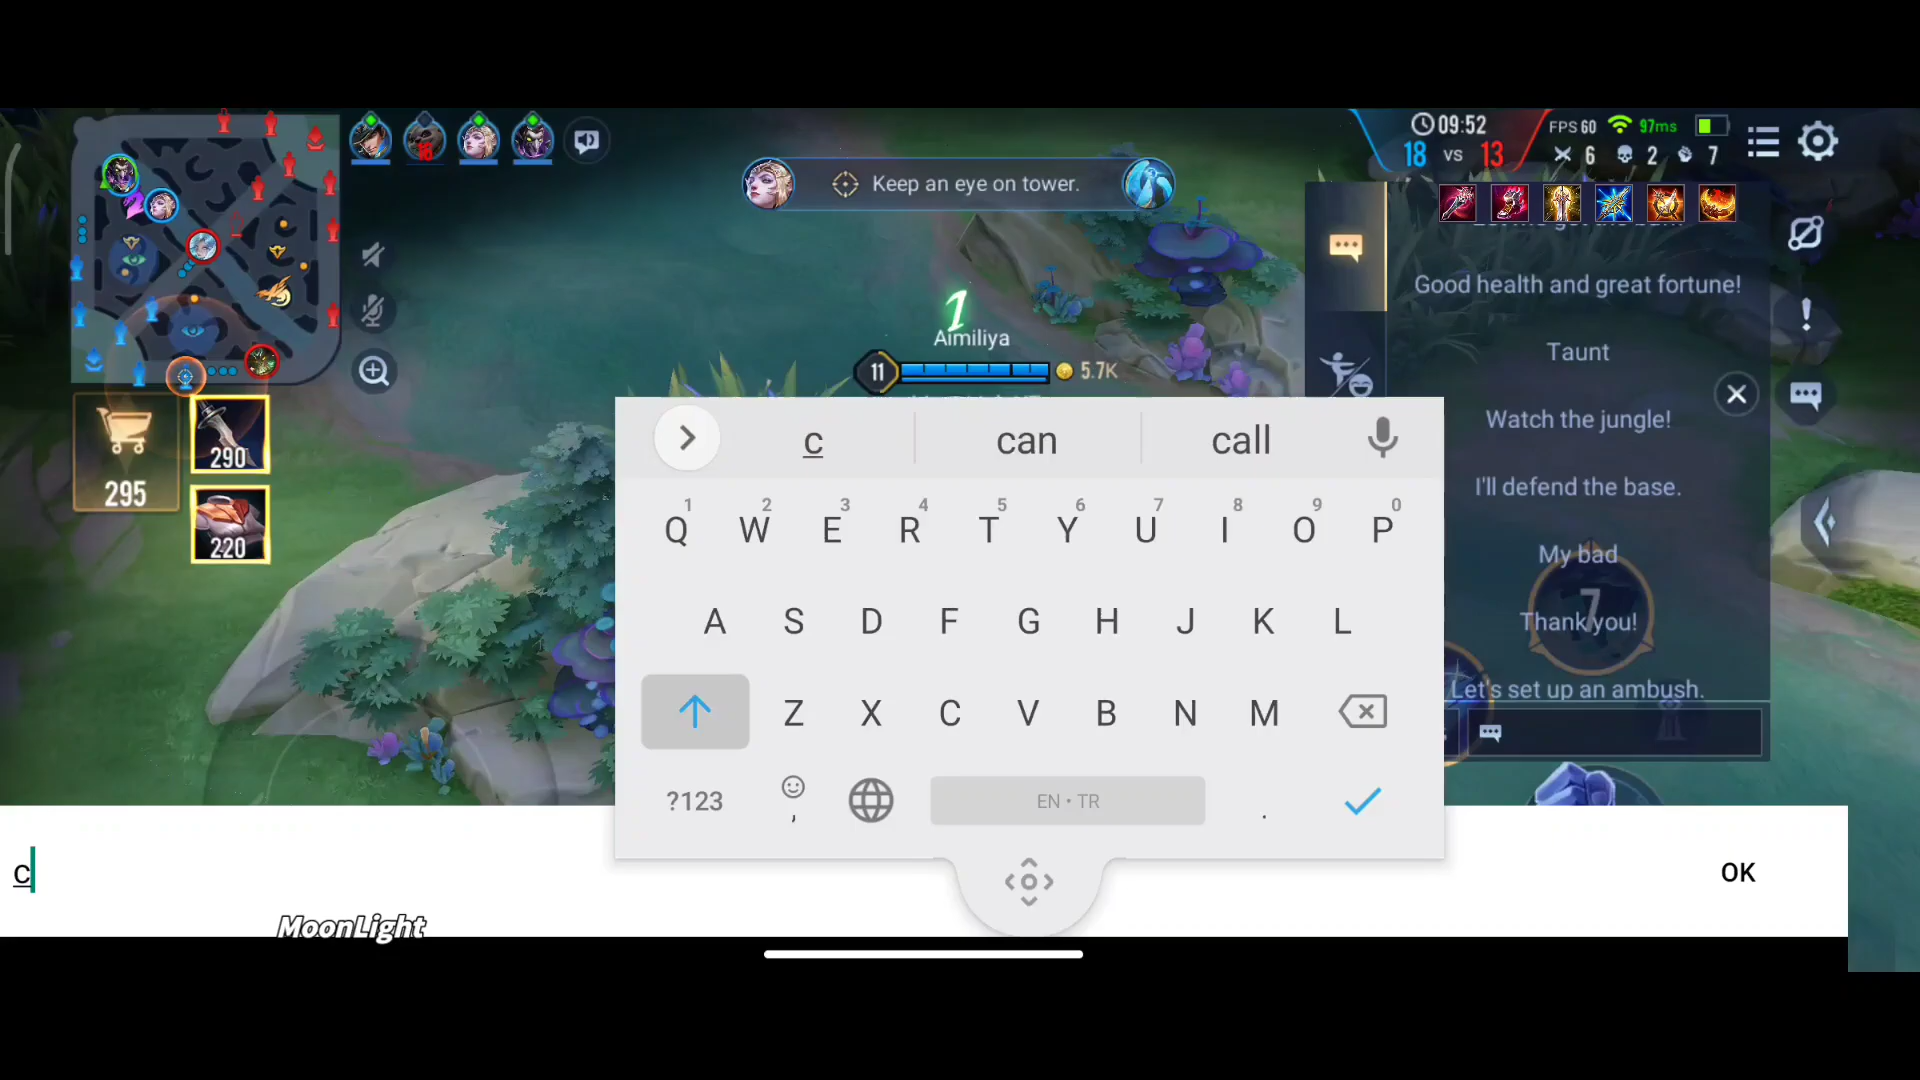 09:52
FPS 60
97ms
18 vs 13
6
2
7
16
Keep an eye on tower.
1
Aimiliya
11
5.7K
290
295
220
Good health and great fortune!
Taunt
Watch the jungle!
I'll defend the base.
My bad
7
Thank you!
Let's set up an ambush.
c can call
1 2 3 4 5 6 7 8 9 0
Q W E R T Y U I O P
A S D F G H J K L
Z X C V B N M
?123 , EN • TR .
c
OK
MoonLight